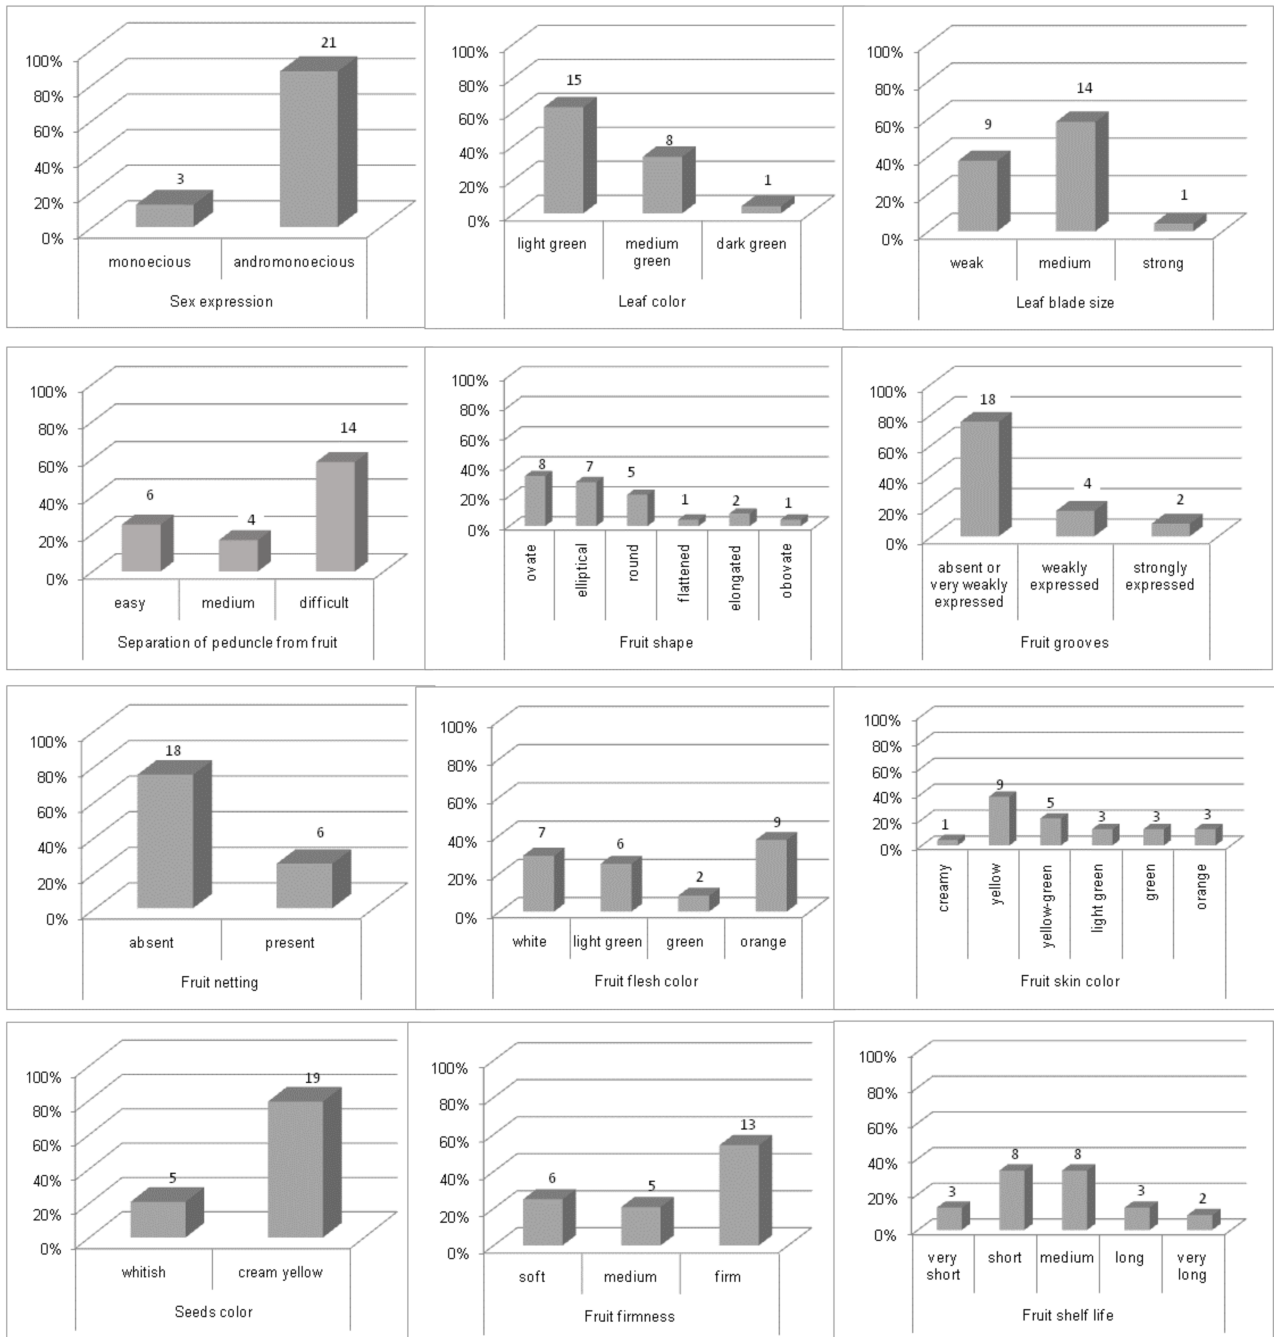 100%
80%
60%
40%
20%
0%
3
21
monoecious
andromonoecious
Sex expression
100%
80%
60%
40%
20%
0%
15
8
1
light green
medium
green
dark green
Leaf color
100%
80%
60%
40%
20%
0%
9
14
1
weak
medium
strong
Leaf blade size
100%
80%
60%
40%
20%
0%
6
4
14
easy
medium
difficult
Separation of peduncle from fruit
100%
80%
60%
40%
20%
0%
8
7
5
1
2
1
ovate
elliptical
round
flattened
elongated
obovate
Fruit shape
100%
80%
60%
40%
20%
0%
18
4
2
absent or
very weakly
expressed
weakly
expressed
strongly
expressed
Fruit grooves
100%
80%
60%
40%
20%
0%
18
6
absent
present
Fruit netting
100%
80%
60%
40%
20%
0%
7
6
2
9
white
light green
green
orange
Fruit flesh color
100%
80%
60%
40%
20%
0%
1
9
5
3
3
3
creamy
yellow
yellow-green
light green
green
orange
Fruit skin color
100%
80%
60%
40%
20%
0%
5
19
whitish
cream yellow
Seeds color
100%
80%
60%
40%
20%
0%
6
5
13
soft
medium
firm
Fruit firmness
100%
80%
60%
40%
20%
0%
3
8
8
3
2
very
short
short
medium
long
very
long
Fruit shelf life